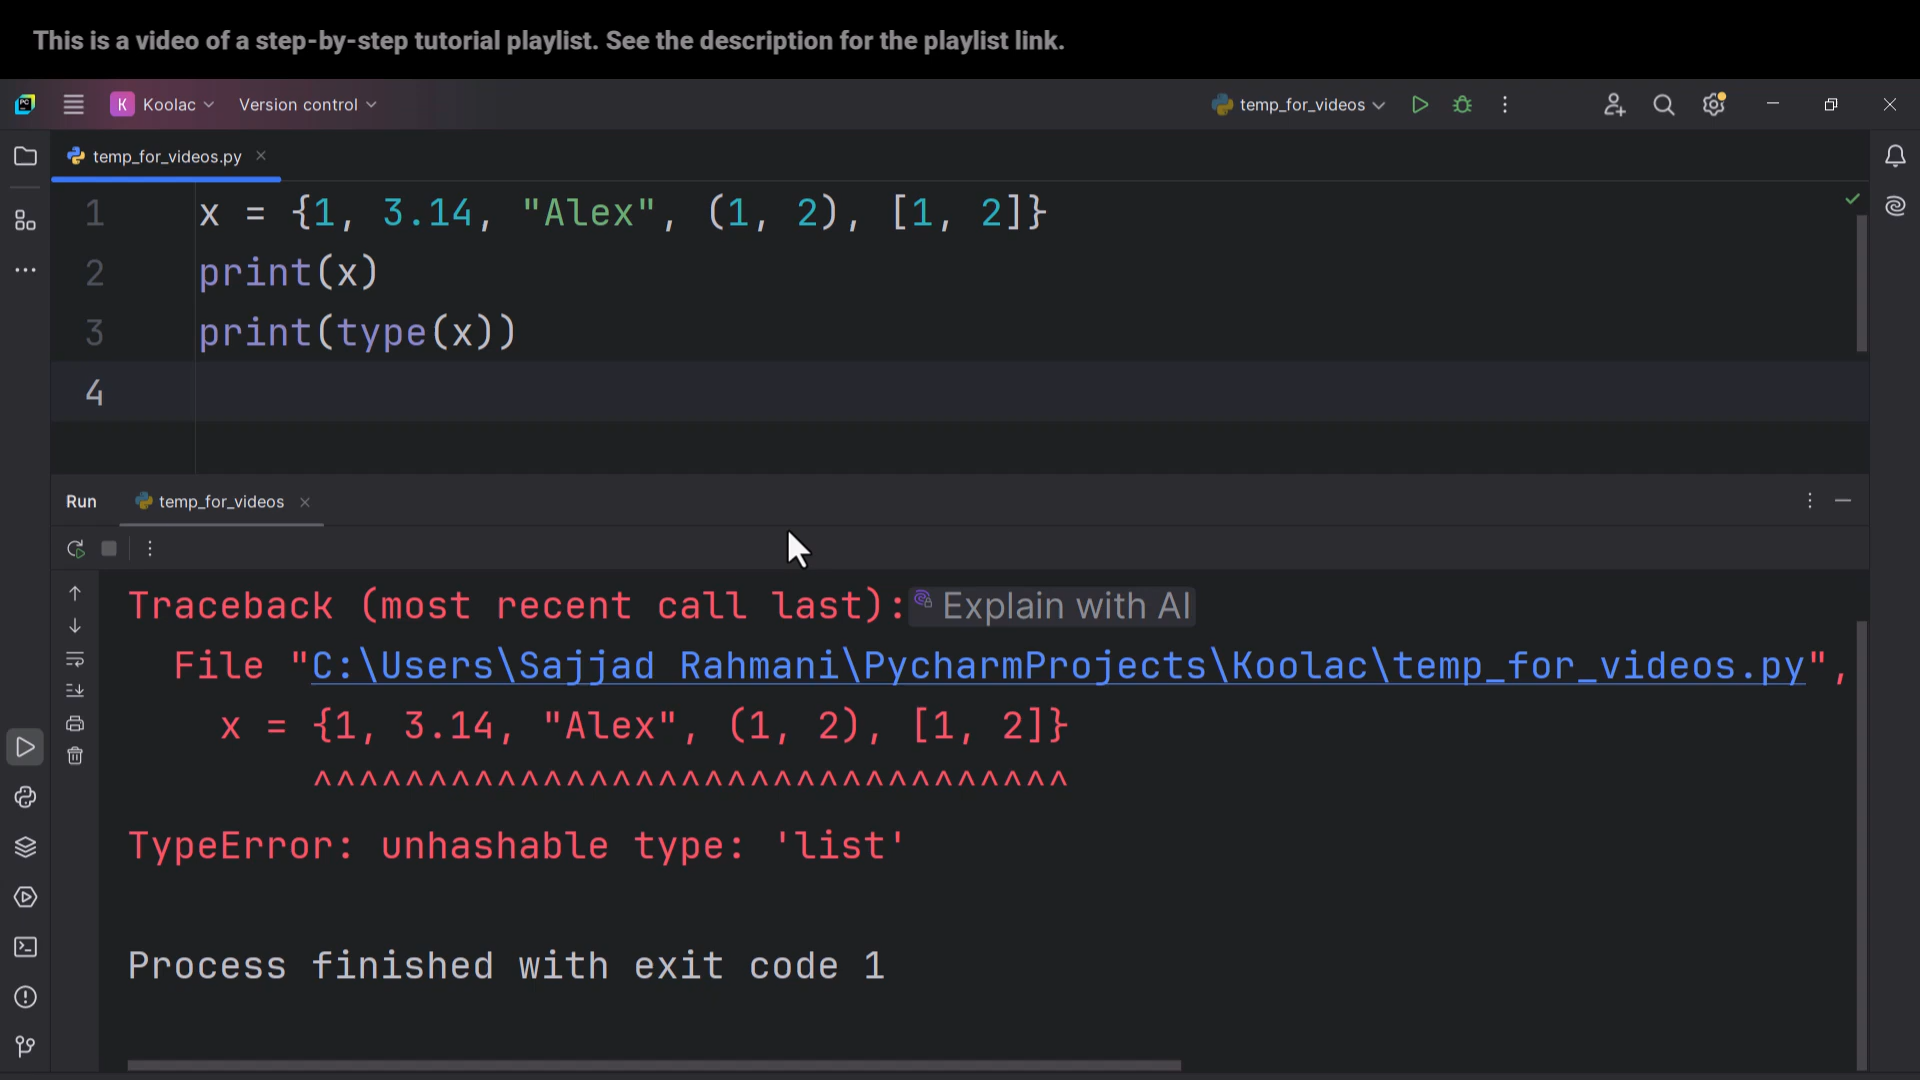 This is a video of a step-by-step tutorial playlist. See the description for the playlist link.
K Koolac Version control temp_for_videos
temp_for_videos.py
1 x = {1, 3.14, "Alex", (1, 2), [1, 2]}
2 print(x)
3 print(type(x))
4
Run temp_for_videos
Traceback (most recent call last): Explain with AI
File "C:\Users\Sajjad Rahmani\PycharmProjects\Koolac\temp_for_videos.py",
x = {1, 3.14, "Alex", (1, 2), [1, 2]}
^^^^^^^^^^^^^^^^^^^^^^^^^^^^^^^^^
TypeError: unhashable type: 'list'
Process finished with exit code 1